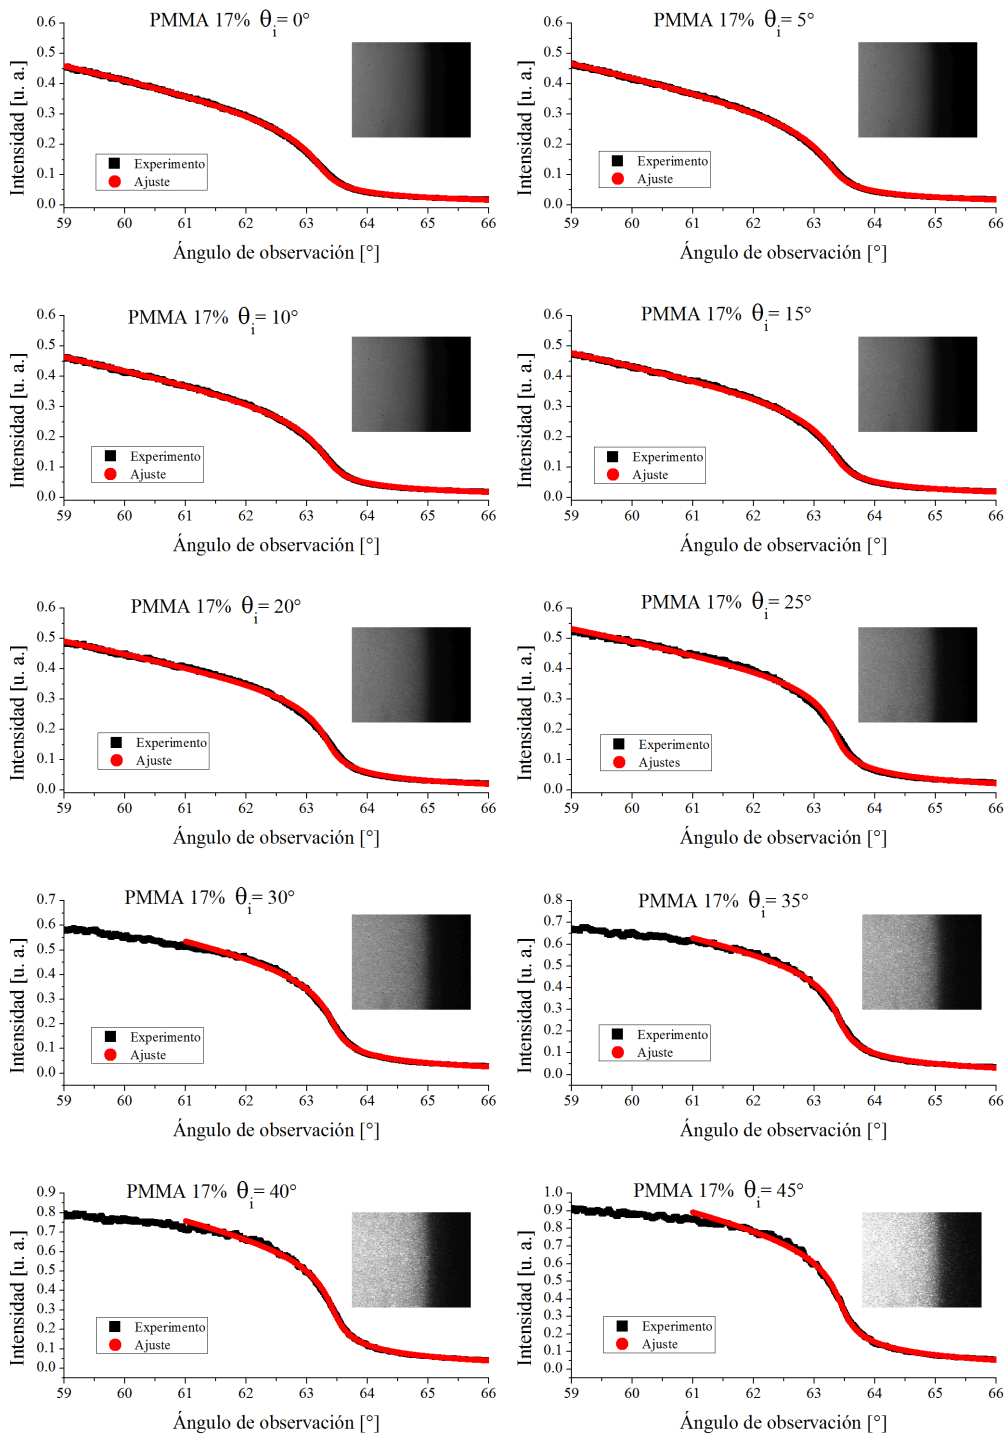 PMMA 17% θi= 0°
Intensidad [u. a.]
0.6
0.5
0.4
0.3
0.2
0.1
0.0
Experimento
Ajuste
59 60 61 62 63 64 65 66
Ángulo de observación [°]
PMMA 17% θi= 5°
Intensidad [u. a.]
0.6
0.5
0.4
0.3
0.2
0.1
0.0
Experimento
Ajuste
59 60 61 62 63 64 65 66
Ángulo de observación [°]
PMMA 17% θi= 10°
Intensidad [u. a.]
0.6
0.5
0.4
0.3
0.2
0.1
0.0
Experimento
Ajuste
59 60 61 62 63 64 65 66
Ángulo de observación [°]
PMMA 17% θi= 15°
Intensidad [u. a.]
0.6
0.5
0.4
0.3
0.2
0.1
0.0
Experimento
Ajuste
59 60 61 62 63 64 65 66
Ángulo de observación [°]
PMMA 17% θi= 20°
Intensidad [u. a.]
0.6
0.5
0.4
0.3
0.2
0.1
0.0
Experimento
Ajuste
59 60 61 62 63 64 65 66
Ángulo de observación [°]
PMMA 17% θi= 25°
Intensidad [u. a.]
0.6
0.5
0.4
0.3
0.2
0.1
0.0
Experimento
Ajustes
59 60 61 62 63 64 65 66
Ángulo de observación [°]
PMMA 17% θi= 30°
Intensidad [u. a.]
0.7
0.6
0.5
0.4
0.3
0.2
0.1
0.0
Experimento
Ajuste
59 60 61 62 63 64 65 66
Ángulo de observación [°]
PMMA 17% θi= 35°
Intensidad [u. a.]
0.8
0.7
0.6
0.5
0.4
0.3
0.2
0.1
0.0
Experimento
Ajuste
59 60 61 62 63 64 65 66
Ángulo de observación [°]
PMMA 17% θi= 40°
Intensidad [u. a.]
0.9
0.8
0.7
0.6
0.5
0.4
0.3
0.2
0.1
0.0
Experimento
Ajuste
59 60 61 62 63 64 65 66
Ángulo de observación [°]
PMMA 17% θi= 45°
Intensidad [u. a.]
1.0
0.9
0.8
0.7
0.6
0.5
0.4
0.3
0.2
0.1
0.0
Experimento
Ajuste
59 60 61 62 63 64 65 66
Ángulo de observación [°]